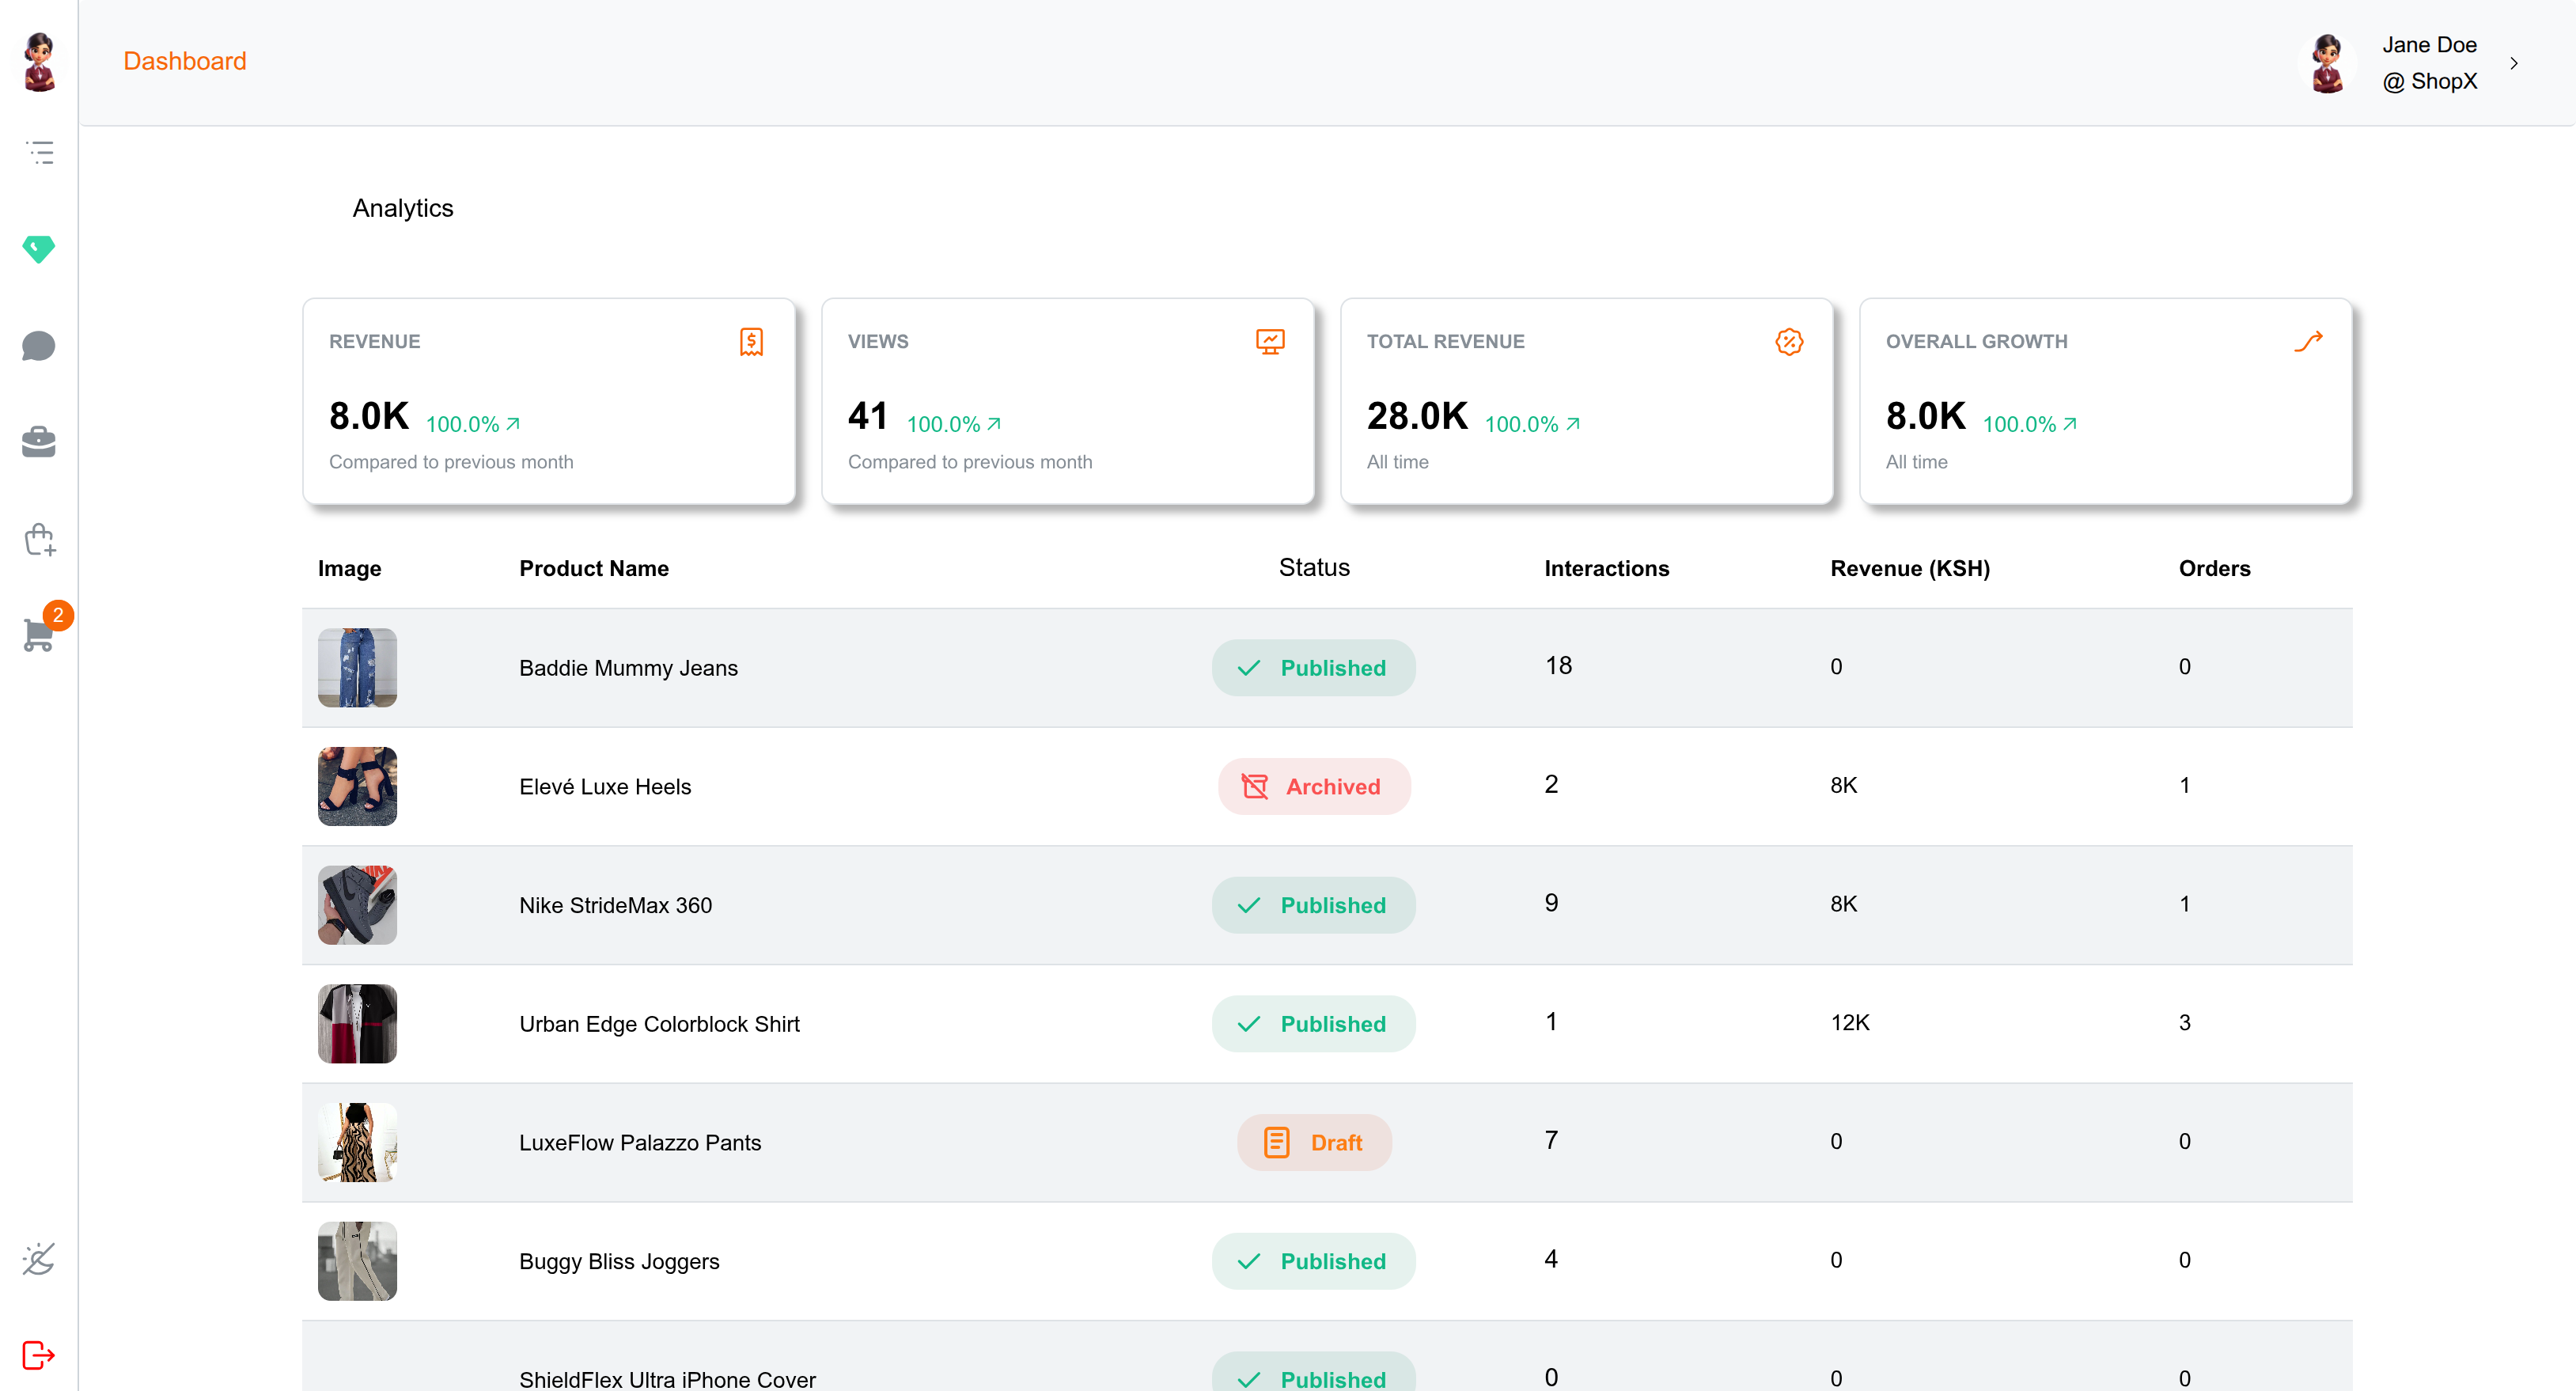 Dashboard
Jane Doe
@ ShopX
Analytics
REVENUE
8.0K 100.0%
Compared to previous month
VIEWS
41 100.0%
Compared to previous month
TOTAL REVENUE
28.0K 100.0%
All time
OVERALL GROWTH
8.0K 100.0%
All time
2
Image Product Name Status Interactions Revenue (KSH) Orders
Baddie Mummy Jeans Published 18 0 0
Elevé Luxe Heels Archived 2 8K 1
Nike StrideMax 360 Published 9 8K 1
Urban Edge Colorblock Shirt Published 1 12K 3
LuxeFlow Palazzo Pants Draft 7 0 0
Buggy Bliss Joggers Published 4 0 0
ShieldFlex Ultra iPhone Cover Published 0 0 0